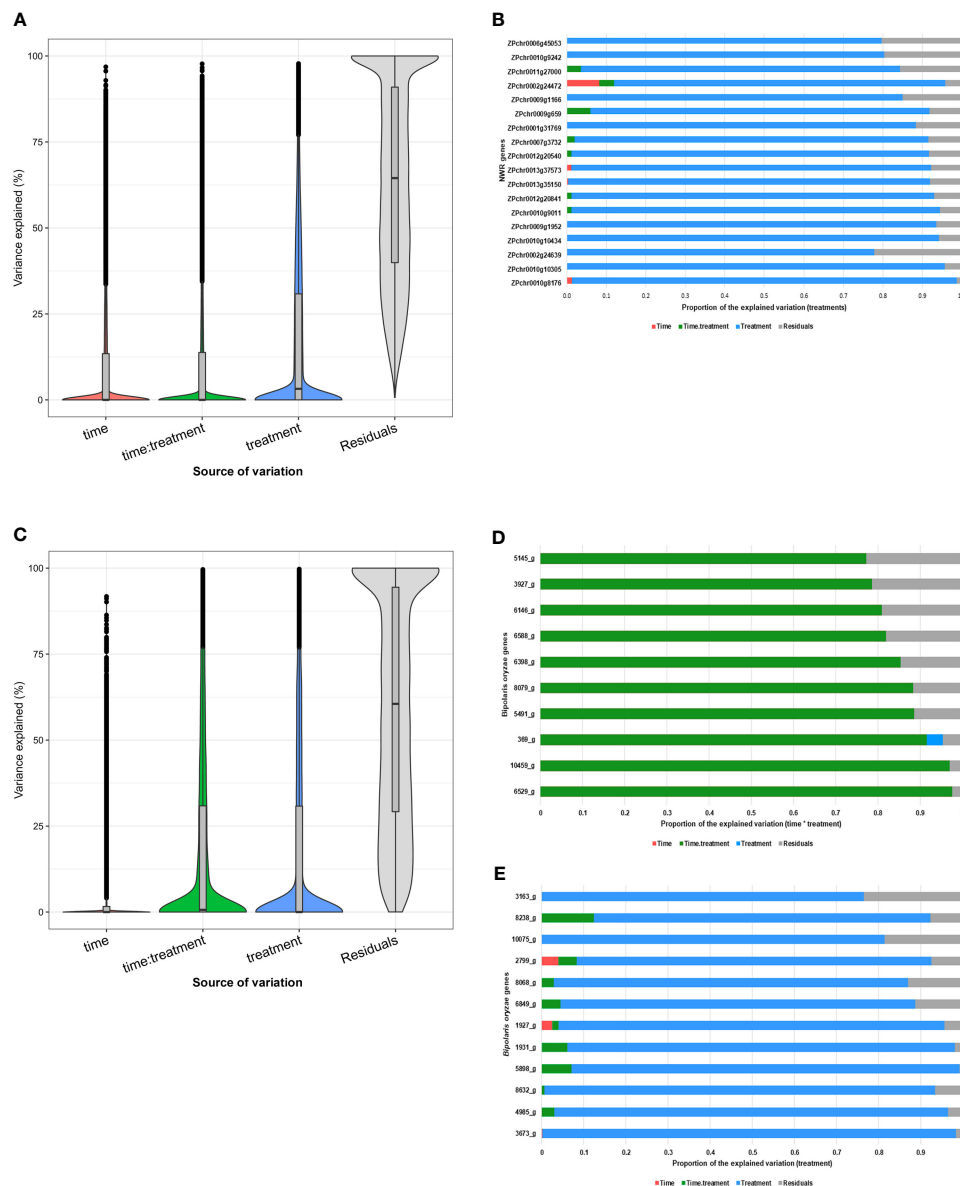 A
Variance explained (%)
100
75
50
25
0
time
time:treatment
treatment
Residuals
Source of variation
B
NWR genes
ZPchr0006g45053
ZPchr0010g9242
ZPchr0011g27000
ZPchr0002g24472
ZPchr0009g1166
ZPchr0009g659
ZPchr0001g31769
ZPchr0007g3732
ZPchr0012g20540
ZPchr0013g37573
ZPchr0013g35150
ZPchr0012g20841
ZPchr0010g9011
ZPchr0009g1952
ZPchr0010g10434
ZPchr0002g24639
ZPchr0010g10305
ZPchr0010g8176
0.0 0.1 0.2 0.3 0.4 0.5 0.6 0.7 0.8 0.9 1
Proportion of the explained variation (treatments)
Time Time.treatment Treatment Residuals
C
Variance explained (%)
100
75
50
25
0
time
time:treatment
treatment
Residuals
Source of variation
D
Bipolaris oryzae genes
5145_g
3927_g
6146_g
6588_g
6398_g
8079_g
5491_g
369_g
10459_g
6529_g
0 0.1 0.2 0.3 0.4 0.5 0.6 0.7 0.8 0.9
Proportion of the explained variation (time * treatment)
Time Time.treatment Treatment Residuals
E
Bipolaris oryzae genes
3163_g
8238_g
10075_g
2799_g
8068_g
6849_g
1927_g
1931_g
5898_g
8632_g
4985_g
3673_g
0 0.1 0.2 0.3 0.4 0.5 0.6 0.7 0.8 0.9
Proportion of the explained variation (treatment)
Time Time.treament Treatment Residuals